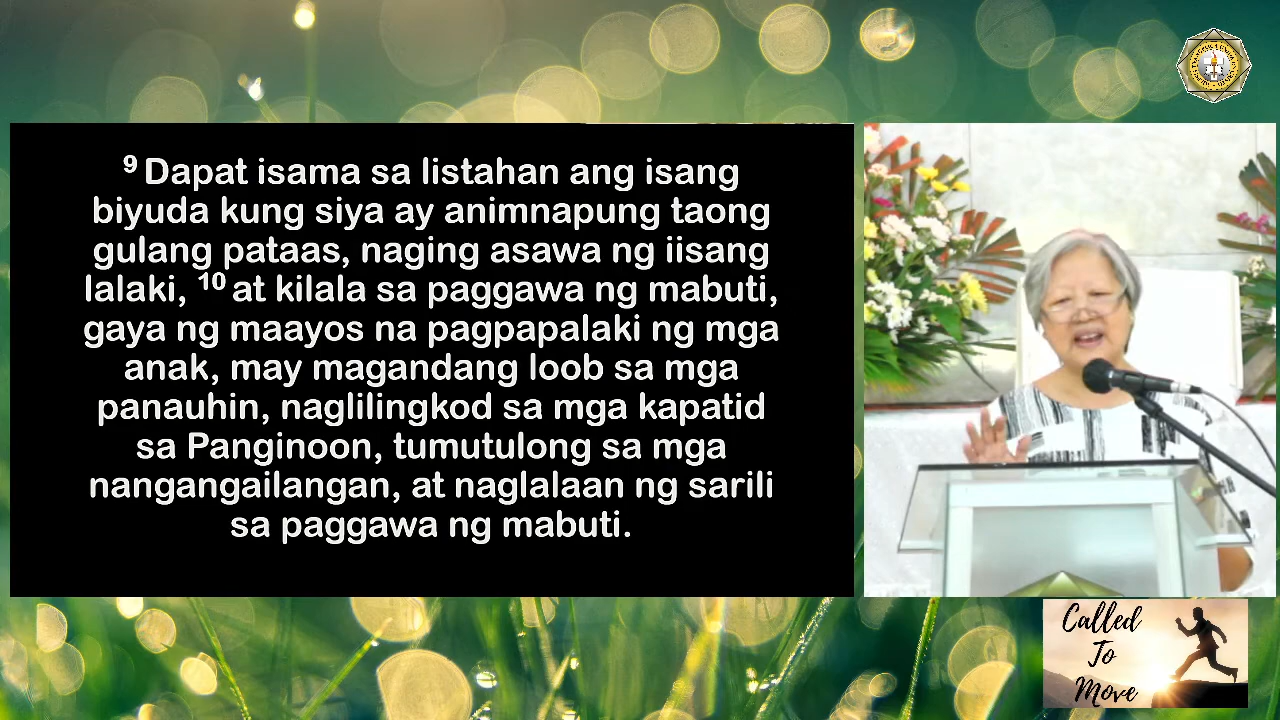 ⁹ Dapat isama sa listahan ang isang
biyuda kung siya ay animnapung taong
gulang pataas, naging asawa ng iisang
lalaki, ¹⁰ at kilala sa paggawa ng mabuti,
gaya ng maayos na pagpapalaki ng mga
anak, may magandang loob sa mga
panauhin, naglilingkod sa mga kapatid
sa Panginoon, tumutulong sa mga
nangangailangan, at naglalaan ng sarili
sa paggawa ng mabuti.
Called
To
Move